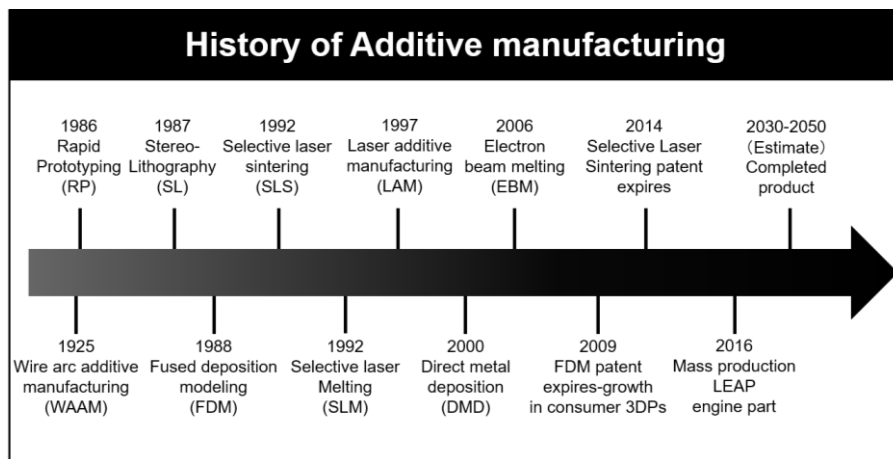 History of Additive manufacturing
1986
Rapid
Prototyping
(RP)
1987
Stereo-
Lithography
(SL)
1992
Selective laser
sintering
(SLS)
1997
Laser additive
manufacturing
(LAM)
2006
Electron
beam melting
(EBM)
2014
Selective Laser
Sintering patent
expires
2030-2050
（Estimate）
Completed
product
1925
Wire arc additive
manufacturing
(WAAM)
1988
Fused deposition
modeling
(FDM)
1992
Selective laser
Melting
(SLM)
2000
Direct metal
deposition
(DMD)
2009
FDM patent
expires-growth
in consumer 3DPs
2016
Mass production
LEAP
engine part